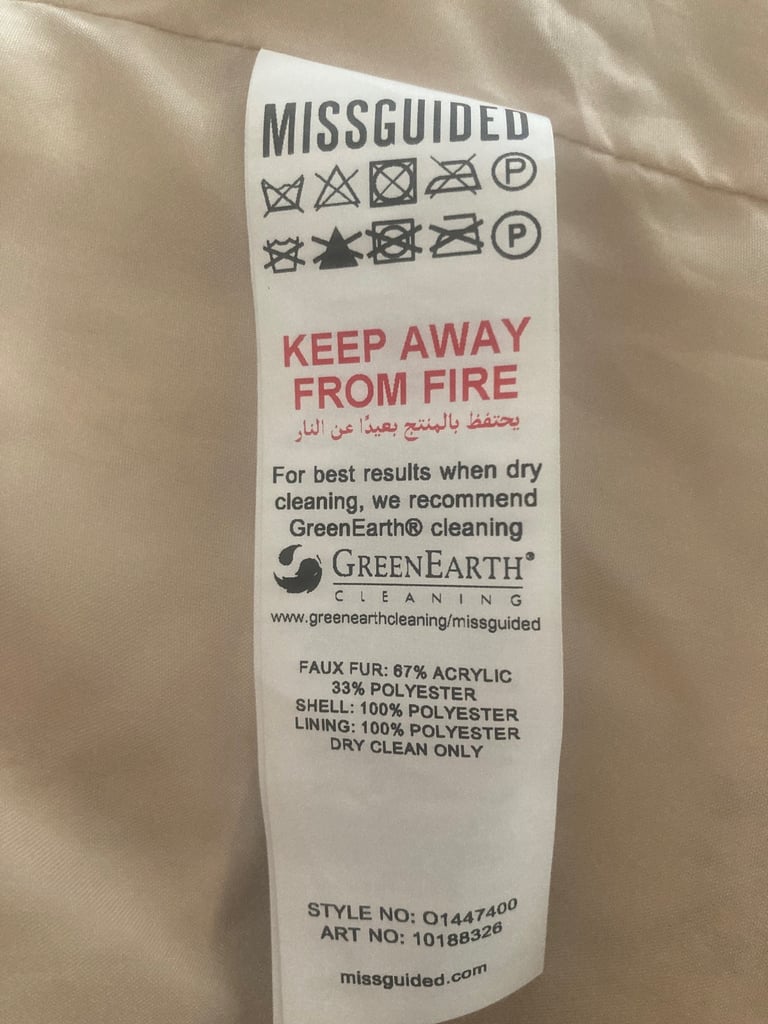 MISSGUIDED
P
P
KEEP AWAY
FROM FIRE
يحتفظ بالمنتج بعيدًا عن النار
For best results when dry
cleaning, we recommend
GreenEarth® cleaning
GREENEARTH®
CLEANING
www.greenearthcleaning/missguided
FAUX FUR: 67% ACRYLIC
33% POLYESTER
SHELL: 100% POLYESTER
LINING: 100% POLYESTER
DRY CLEAN ONLY
STYLE NO: O1447400
ART NO: 10188326
missguided.com